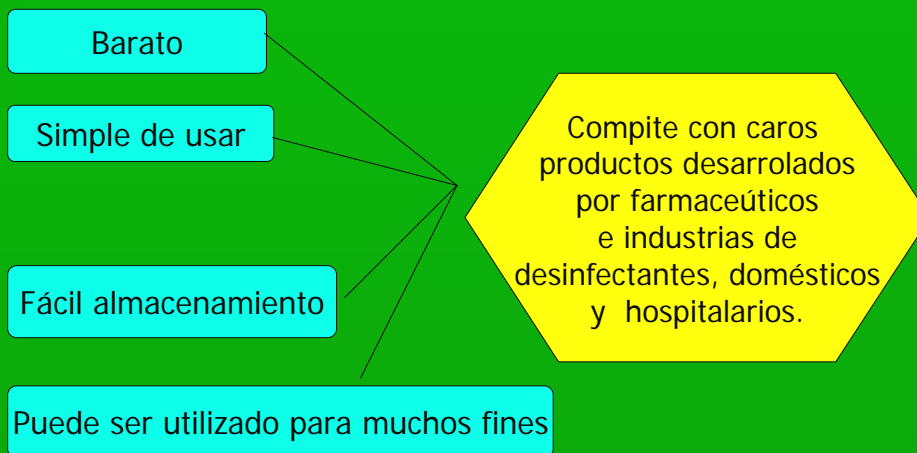 Barato
Simple de usar
Fácil almacenamiento
Puede ser utilizado para muchos fines
Compite con caros
productos desarrolados
por farmaceúticos
e industrias de
desinfectantes, domésticos
y hospitalarios.